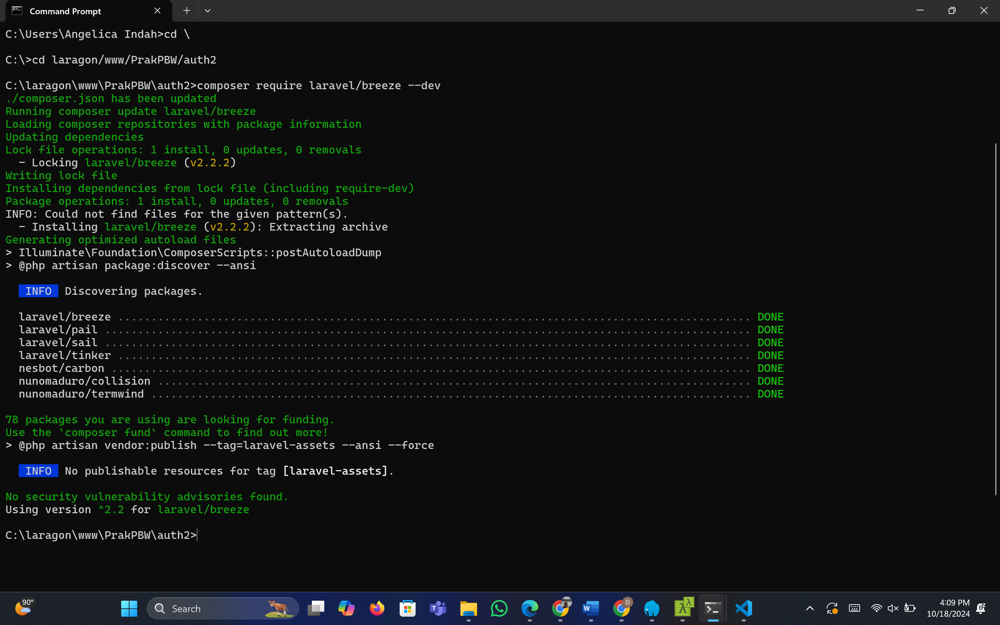 Command Prompt
C:\Users\Angelica Indah>cd \
C:\>cd laragon/www/PrakPBW/auth2
C:\laragon\www\PrakPBW\auth2>composer require laravel/breeze --dev
./composer.json has been updated
Running composer update laravel/breeze
Loading composer repositories with package information
Updating dependencies
Lock file operations: 1 install, 0 updates, 0 removals
  - Locking laravel/breeze (v2.2.2)
Writing lock file
Installing dependencies from lock file (including require-dev)
Package operations: 1 install, 0 updates, 0 removals
INFO: Could not find files for the given pattern(s).
  - Installing laravel/breeze (v2.2.2): Extracting archive
Generating optimized autoload files
> Illuminate\Foundation\ComposerScripts::postAutoloadDump
> @php artisan package:discover --ansi
INFO Discovering packages.
laravel/breeze ................................................................................................ DONE
laravel/pail .................................................................................................. DONE
laravel/sail .................................................................................................. DONE
laravel/tinker ................................................................................................ DONE
nesbot/carbon ................................................................................................. DONE
nunomaduro/collision .......................................................................................... DONE
nunomaduro/termwind ........................................................................................... DONE
78 packages you are using are looking for funding.
Use the `composer fund` command to find out more!
> @php artisan vendor:publish --tag=laravel-assets --ansi --force
INFO No publishable resources for tag [laravel-assets].
No security vulnerability advisories found.
Using version ^2.2 for laravel/breeze
C:\laragon\www\PrakPBW\auth2>
90°
Search
4:09 PM
10/18/2024